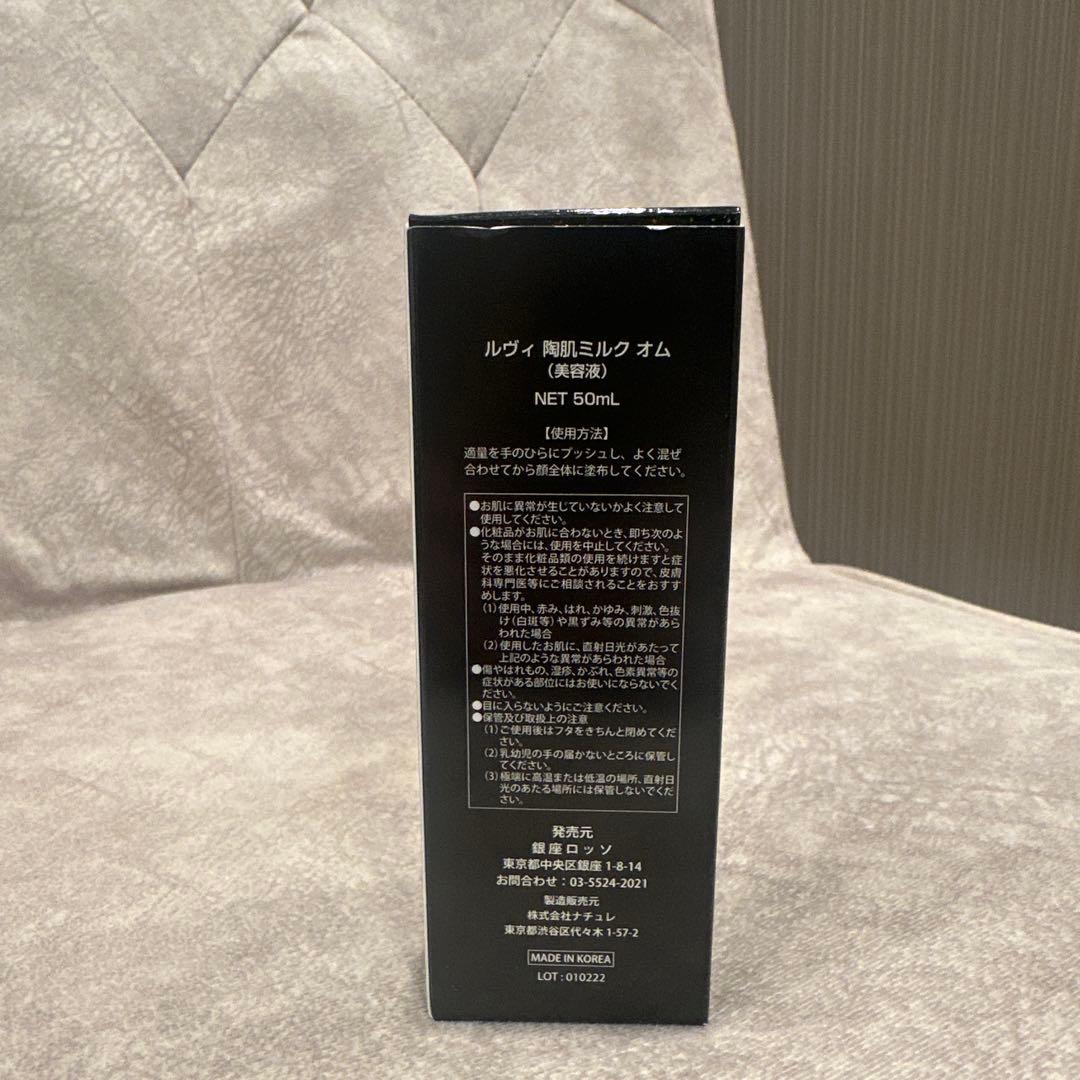 ルヴィ 陶肌ミルク オム
（美容液）
NET 50mL
【使用方法】
適量を手のひらにプッシュし、よく混ぜ
合わせてから顔全体に塗布してください。
●お肌に異常が生じていないかよく注意して
使用してください。
●化粧品がお肌に合わないとき、即ち次のよ
うな場合には、使用を中止してください。
そのまま化粧品類の使用を続けますと症
状を悪化させることがありますので、皮膚
科専門医等にご相談されることをおすす
めします。
（1）使用中、赤み、はれ、かゆみ、刺激、色抜
け（白斑等）や黒ずみ等の異常があら
われた場合
（2）使用したお肌に、直射日光があたって
上記のような異常があらわれた場合
●傷やはれもの、湿疹、かぶれ、色素異常等の
症状がある部位にはお使いにならないでく
ださい。
●目に入らないようにご注意ください。
●保管及び取扱上の注意
（1）ご使用後はフタをきちんと閉めてくだ
さい。
（2）乳幼児の手の届かないところに保管し
てください。
（3）極端に高温または低温の場所、直射日
光のあたる場所には保管しないでくだ
さい。
発売元
銀座ロッソ
東京都中央区銀座 1-8-14
お問合わせ：03-5524-2021
製造販売元
株式会社ナチュレ
東京都渋谷区代々木 1-57-2
MADE IN KOREA
LOT : 010222